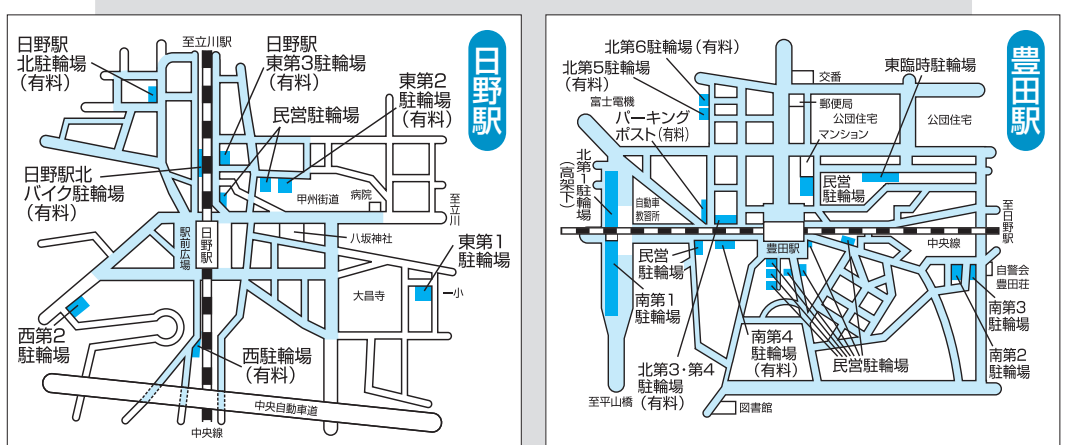 日野駅
日野駅
北駐輪場
(有料)
至立川駅
日野駅
東第3駐輪場
(有料)
東第2
駐輪場
(有料)
民営駐輪場
日野駅北
バイク駐輪場
(有料)
甲州街道
病院
至立川
駅前広場
日野駅
八坂神社
東第1
駐輪場
大昌寺
一小
西第2
駐輪場
西駐輪場
(有料)
中央自動車道
中央線
豊田駅
北第6駐輪場(有料)
北第5駐輪場
(有料)
富士電機
パーキング
ポスト(有料)
交番
郵便局
公団住宅
マンション
東臨時駐輪場
公団住宅
北第1駐輪場
(高架下)
自動車
教習所
民営
駐輪場
至日野駅
中央線
豊田駅
民営
駐輪場
自警会
豊田荘
南第1
駐輪場
南第3
駐輪場
南第4
駐輪場
(有料)
民営駐輪場
南第2
駐輪場
北第3・第4
駐輪場
(有料)
至平山橋
図書館